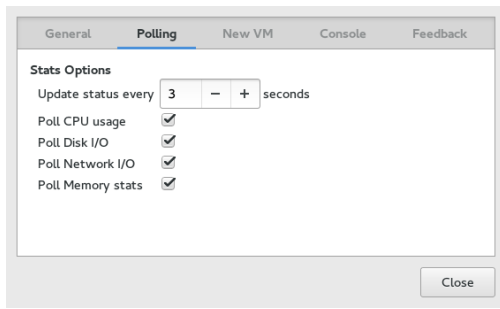 General Polling New VM Console Feedback
Stats Options
Update status every 3 − + seconds
Poll CPU usage
Poll Disk I/O
Poll Network I/O
Poll Memory stats
Close